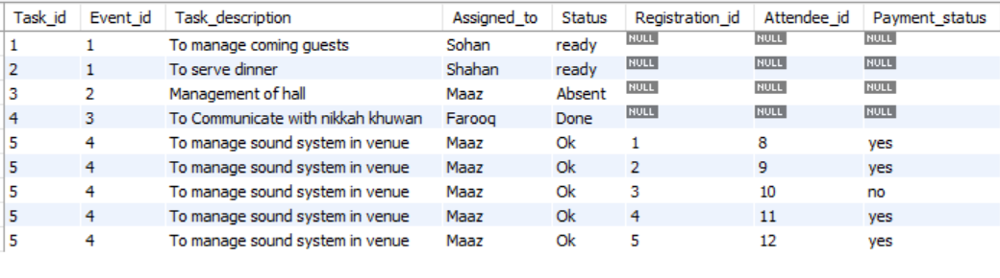 Task_id Event_id Task_description Assigned_to Status Registration_id Attendee_id Payment_status
1 1 To manage coming guests Sohan ready NULL NULL NULL
2 1 To serve dinner Shahan ready NULL NULL NULL
3 2 Management of hall Maaz Absent NULL NULL NULL
4 3 To Communicate with nikkah khuwan Farooq Done NULL NULL NULL
5 4 To manage sound system in venue Maaz Ok 1 8 yes
5 4 To manage sound system in venue Maaz Ok 2 9 yes
5 4 To manage sound system in venue Maaz Ok 3 10 no
5 4 To manage sound system in venue Maaz Ok 4 11 yes
5 4 To manage sound system in venue Maaz Ok 5 12 yes